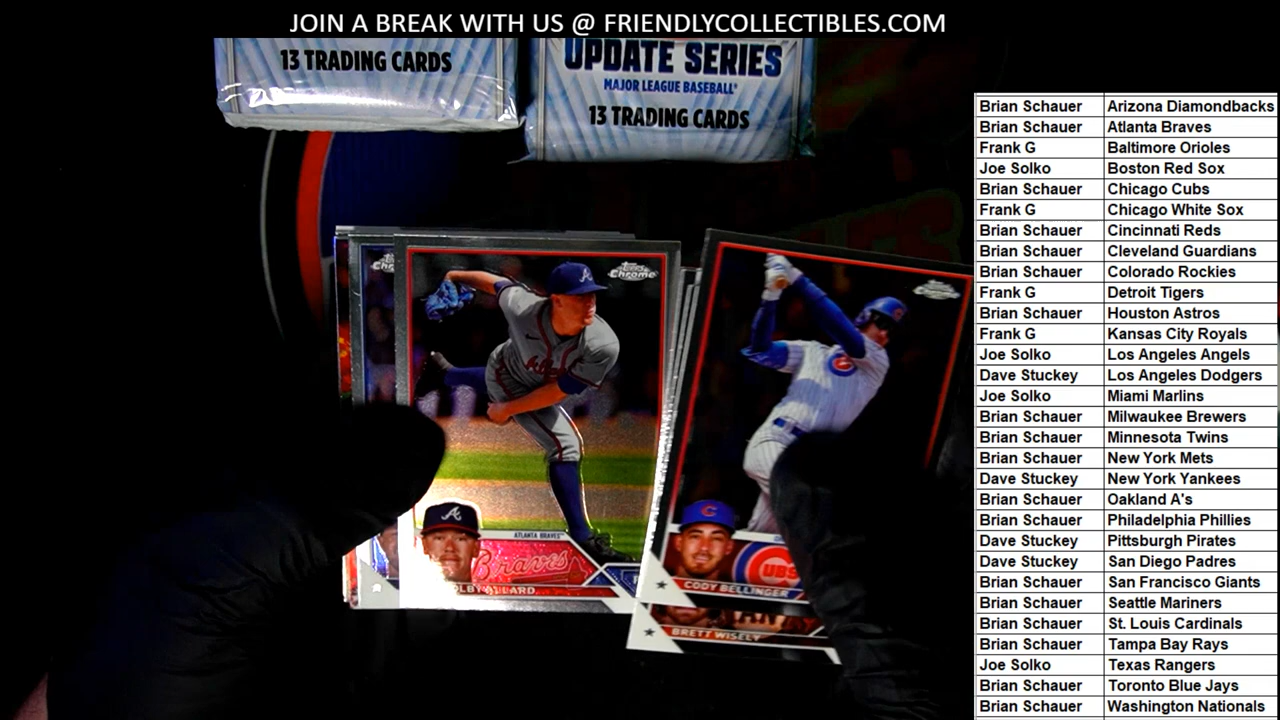 JOIN A BREAK WITH US @ FRIENDLYCOLLECTIBLES.COM
13 TRADING CARDS
UPDATE SERIES
MAJOR LEAGUE BASEBALL
13 TRADING CARDS
Topps Chrome
Braves
ATLANTA BRAVES
Braves
OLBY ALLARD
CUBS
CODY BELLINGER
BRETT WISELY
Brian Schauer Arizona Diamondbacks
Brian Schauer Atlanta Braves
Frank G Baltimore Orioles
Joe Solko Boston Red Sox
Brian Schauer Chicago Cubs
Frank G Chicago White Sox
Brian Schauer Cincinnati Reds
Brian Schauer Cleveland Guardians
Brian Schauer Colorado Rockies
Frank G Detroit Tigers
Brian Schauer Houston Astros
Frank G Kansas City Royals
Joe Solko Los Angeles Angels
Dave Stuckey Los Angeles Dodgers
Joe Solko Miami Marlins
Brian Schauer Milwaukee Brewers
Brian Schauer Minnesota Twins
Brian Schauer New York Mets
Dave Stuckey New York Yankees
Brian Schauer Oakland A's
Brian Schauer Philadelphia Phillies
Dave Stuckey Pittsburgh Pirates
Dave Stuckey San Diego Padres
Brian Schauer San Francisco Giants
Brian Schauer Seattle Mariners
Brian Schauer St. Louis Cardinals
Brian Schauer Tampa Bay Rays
Joe Solko Texas Rangers
Brian Schauer Toronto Blue Jays
Brian Schauer Washington Nationals